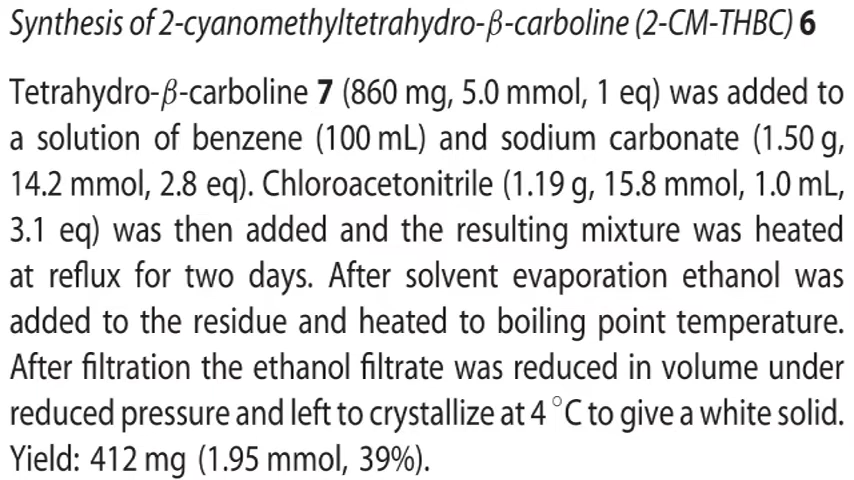 Synthesis of 2-cyanomethyltetrahydro-β-carboline (2-CM-THBC) 6
Tetrahydro-β-carboline 7 (860 mg, 5.0 mmol, 1 eq) was added to
a solution of benzene (100 mL) and sodium carbonate (1.50 g,
14.2 mmol, 2.8 eq). Chloroacetonitrile (1.19 g, 15.8 mmol, 1.0 mL,
3.1 eq) was then added and the resulting mixture was heated
at reflux for two days. After solvent evaporation ethanol was
added to the residue and heated to boiling point temperature.
After filtration the ethanol filtrate was reduced in volume under
reduced pressure and left to crystallize at 4 °C to give a white solid.
Yield: 412 mg (1.95 mmol, 39%).